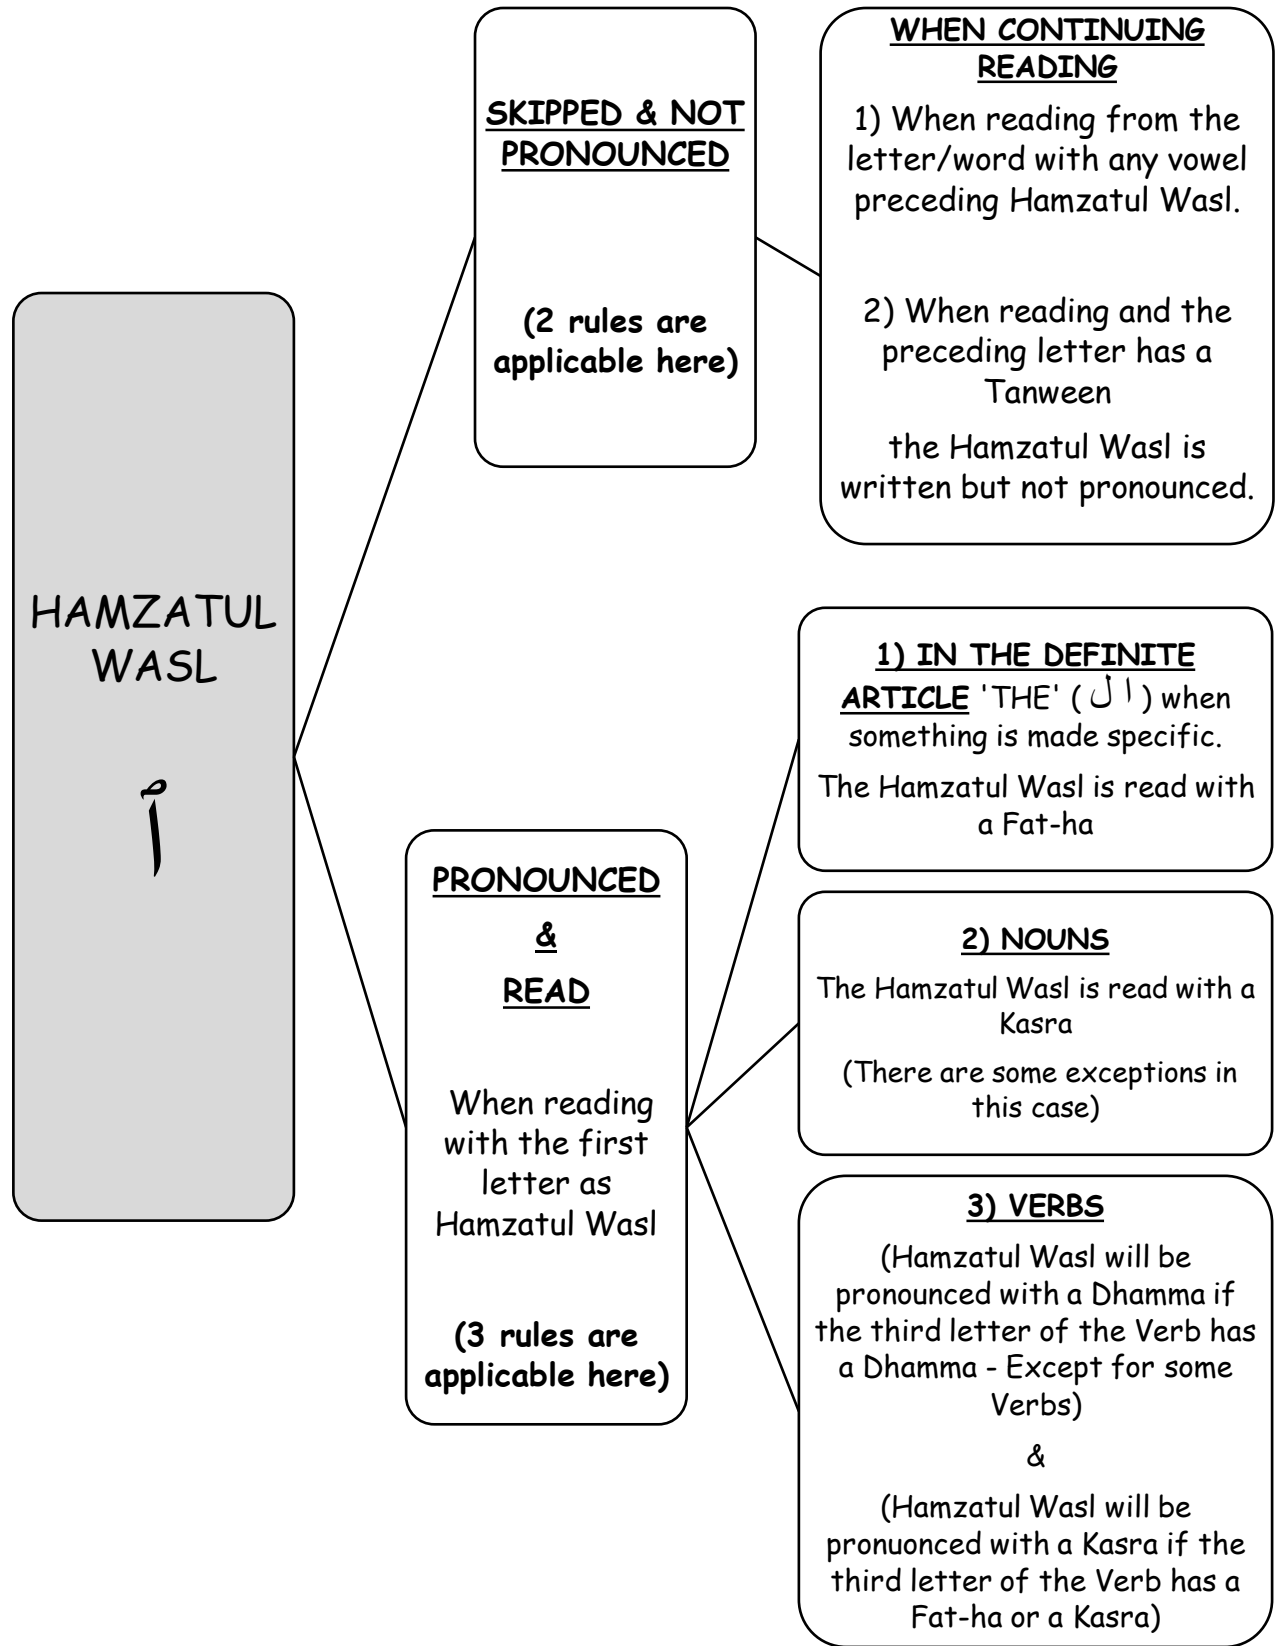 HAMZATUL
WASL
ٱ
SKIPPED & NOT
PRONOUNCED
(2 rules are
applicable here)
WHEN CONTINUING
READING
1) When reading from the
letter/word with any vowel
preceding Hamzatul Wasl.
2) When reading and the
preceding letter has a
Tanween
the Hamzatul Wasl is
written but not pronounced.
PRONOUNCED
&
READ
When reading
with the first
letter as
Hamzatul Wasl
(3 rules are
applicable here)
1) IN THE DEFINITE
ARTICLE 'THE' ( ا لْ ) when
something is made specific.
The Hamzatul Wasl is read with
a Fat-ha
2) NOUNS
The Hamzatul Wasl is read with a
Kasra
(There are some exceptions in
this case)
3) VERBS
(Hamzatul Wasl will be
pronounced with a Dhamma if
the third letter of the Verb has
a Dhamma - Except for some
Verbs)
&
(Hamzatul Wasl will be
pronuonced with a Kasra if the
third letter of the Verb has a
Fat-ha or a Kasra)